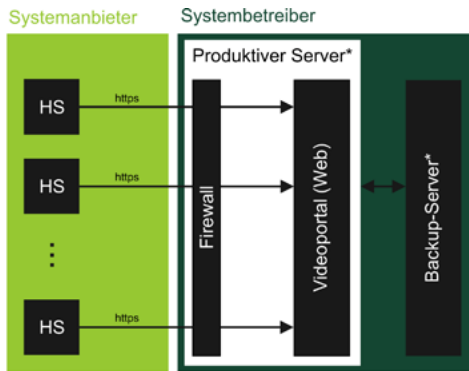 Systemanbieter
Systembetreiber
Produktiver Server*
HS
https
HS
https
HS
https
Firewall
Videoportal (Web)
Backup-Server*